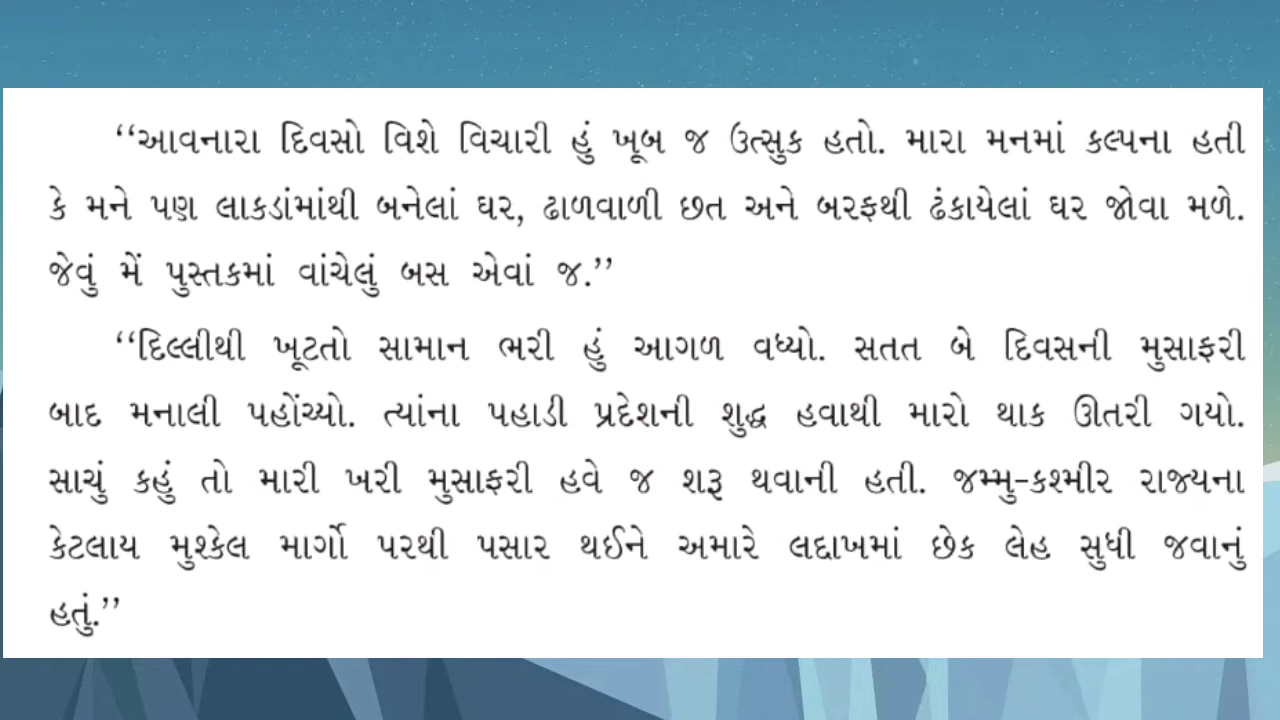 ‘‘આવનારા દિવસો વિશે વિચારી હું ખૂબ જ ઉત્સુક હતો. મારા મનમાં કલ્પના હતી
કે મને પણ લાકડાંમાંથી બનેલાં ઘર, ઢાળવાળી છત અને બરફથી ઢંકાયેલાં ઘર જોવા મળે.
જેવું મેં પુસ્તકમાં વાંચેલું બસ એવાં જ.’’
‘‘દિલ્લીથી ખૂટતો સામાન ભરી હું આગળ વધ્યો. સતત બે દિવસની મુસાફરી
બાદ મનાલી પહોંચ્યો. ત્યાંના પહાડી પ્રદેશની શુદ્ધ હવાથી મારો થાક ઊતરી ગયો.
સાચું કહું તો મારી ખરી મુસાફરી હવે જ શરૂ થવાની હતી. જમ્મુ-કશ્મીર રાજ્યના
કેટલાય મુશ્કેલ માર્ગો પરથી પસાર થઈને અમારે લદ્દાખમાં છેક લેહ સુધી જવાનું
હતું.’’